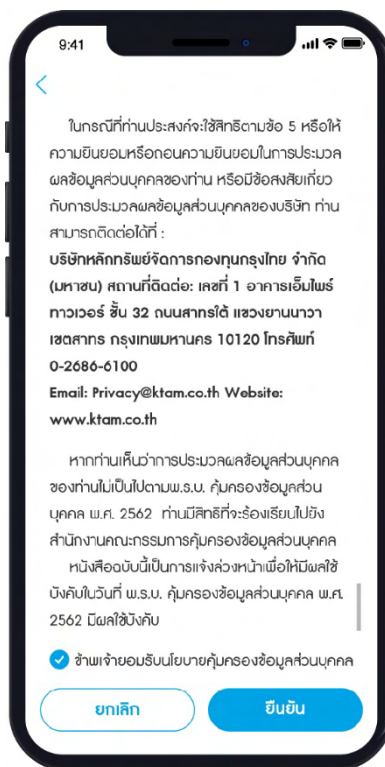 9:41
ในกรณีที่ท่านประสงค์จะใช้สิทธิตามข้อ 5 หรือให้
ความยินยอมหรือถอนความยินยอมในการประมวล
ผลข้อมูลส่วนบุคคลของท่าน หรือมีข้อสงสัยเกี่ยว
กับการประมวลผลข้อมูลส่วนบุคคลของบริษัท ท่าน
สามารถติดต่อได้ที่ :
บริษัทหลักทรัพย์จัดการกองทุนกรุงไทย จำกัด
(มหาชน) สถานที่ติดต่อ: เลขที่ 1 อาคารเอ็มไพร์
ทาวเวอร์ ชั้น 32 ถนนสาทรใต้ แขวงยานนาวา
เขตสาทร กรุงเทพมหานคร 10120 โทรศัพท์
0-2686-6100
Email: Privacy@ktam.co.th Website:
www.ktam.co.th
หากท่านเห็นว่าการประมวลผลข้อมูลส่วนบุคคล
ของท่านไม่เป็นไปตามพ.ร.บ. คุ้มครองข้อมูลส่วน
บุคคล พ.ศ. 2562 ท่านมีสิทธิที่จะร้องเรียนไปยัง
สำนักงานคณะกรรมการคุ้มครองข้อมูลส่วนบุคคล
หนังสือฉบับนี้เป็นการแจ้งล่วงหน้าเพื่อให้มีผลใช้
บังคับในวันที่ พ.ร.บ. คุ้มครองข้อมูลส่วนบุคคล พ.ศ.
2562 มีผลใช้บังคับ
ข้าพเจ้ายอมรับนโยบายคุ้มครองข้อมูลส่วนบุคคล
ยกเลิก
ยืนยัน